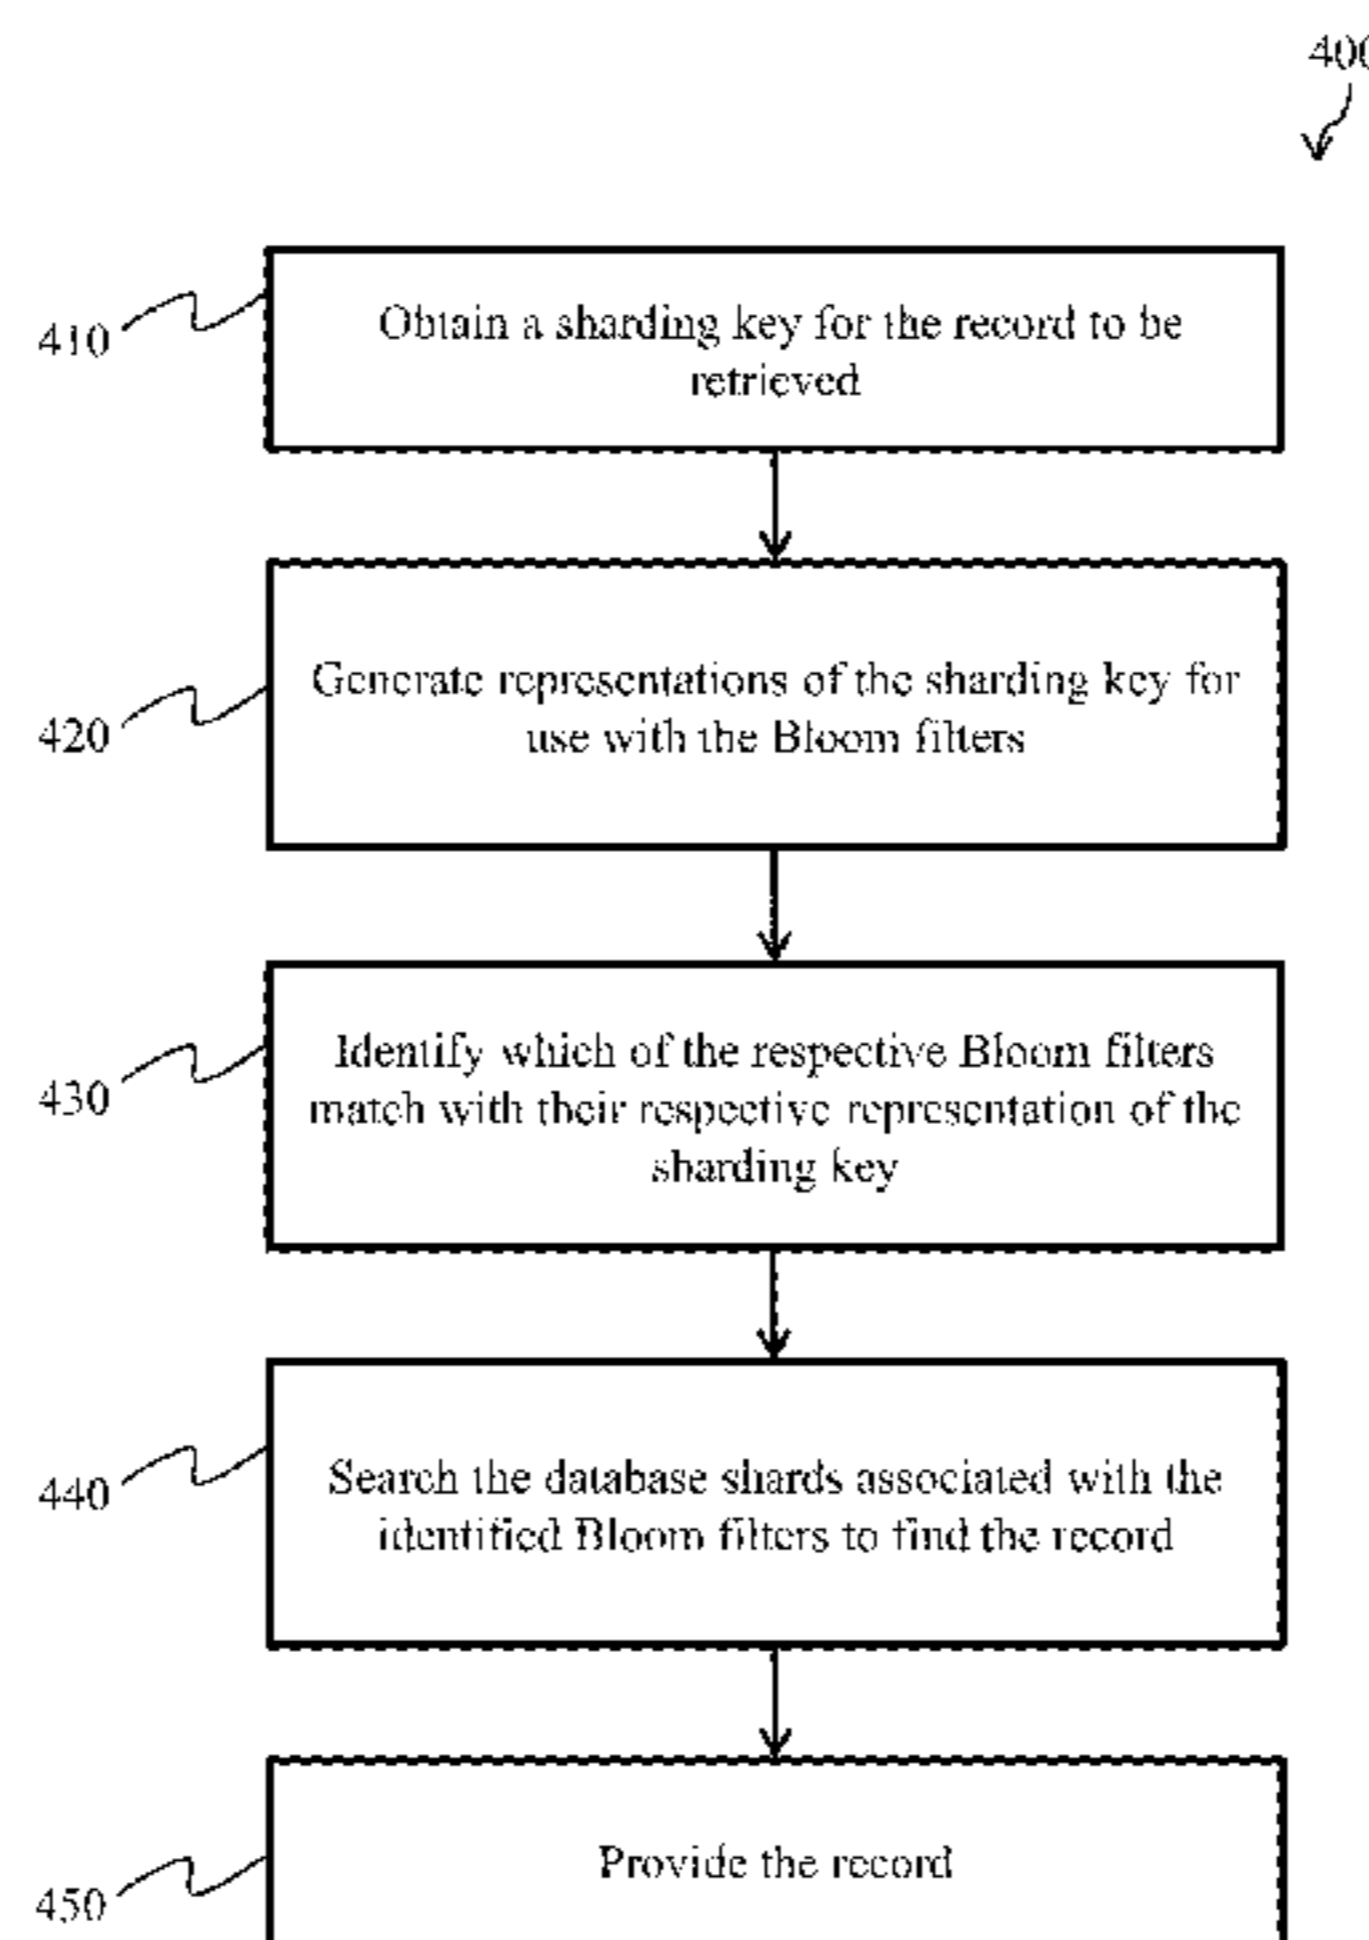 400
410
Obtain a sharding key for the record to be
retrieved
420
Generate representations of the sharding key for
use with the Bloom filters
430
Identify which of the respective Bloom filters
match with their respective representation of the
sharding key
440
Search the database shards associated with the
identified Bloom filters to find the record
450
Provide the record